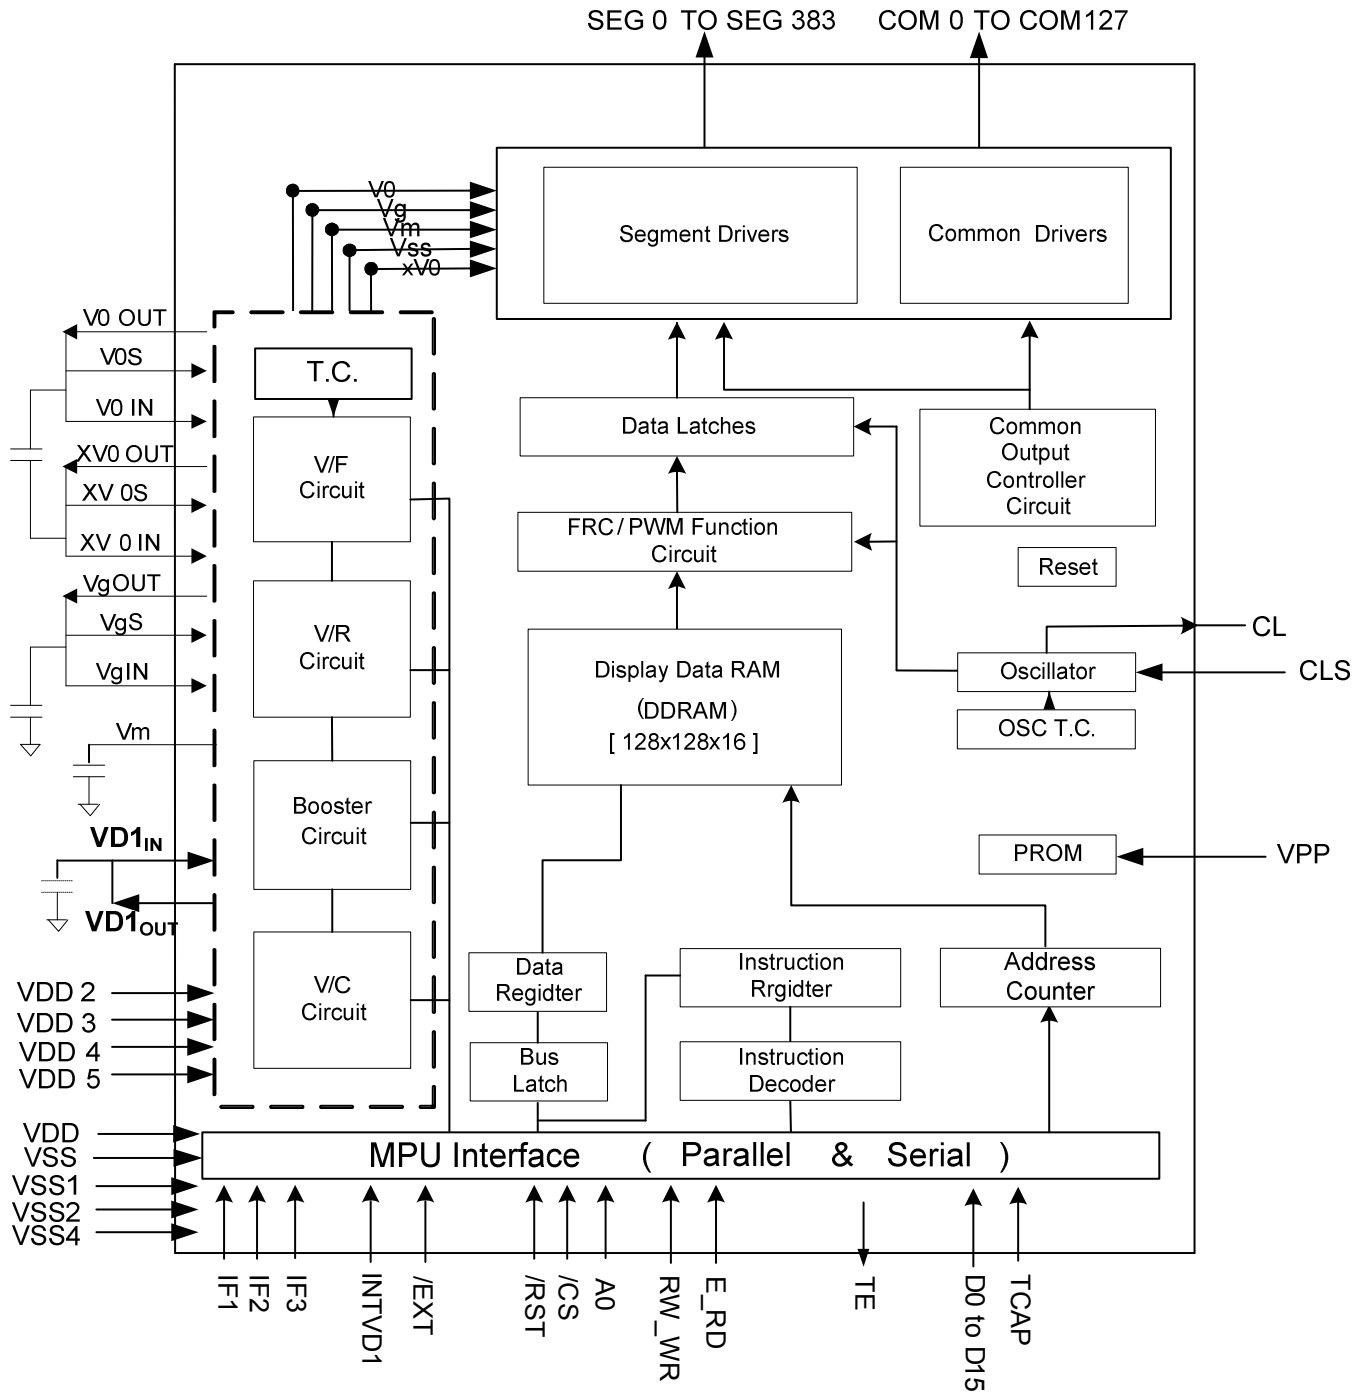 SEG 0 TO SEG 383 COM 0 TO COM127
V0
Vg
Vm
Vss
xV0
Segment Drivers
Common Drivers
V0 OUT
V0S
V0 IN
XV0 OUT
XV 0S
XV 0 IN
VgOUT
VgS
VgIN
Vm
VD1IN
VD1OUT
VDD 2
VDD 3
VDD 4
VDD 5
VDD
VSS
VSS1
VSS2
VSS4
T.C.
V/F
Circuit
V/R
Circuit
Booster
Circuit
V/C
Circuit
Data Latches
FRC/PWM Function
Circuit
Display Data RAM
(DDRAM)
[ 128x128x16 ]
Common
Output
Controller
Circuit
Reset
Oscillator
OSC T.C.
CL
CLS
PROM
VPP
Data
Regidter
Bus
Latch
Instruction
Rrgidter
Instruction
Decoder
Address
Counter
MPU Interface ( Parallel & Serial )
IF1
IF2
IF3
INTVD1
/EXT
/RST
/CS
A0
RW_WR
E_RD
TE
D0 to D15
TCAP